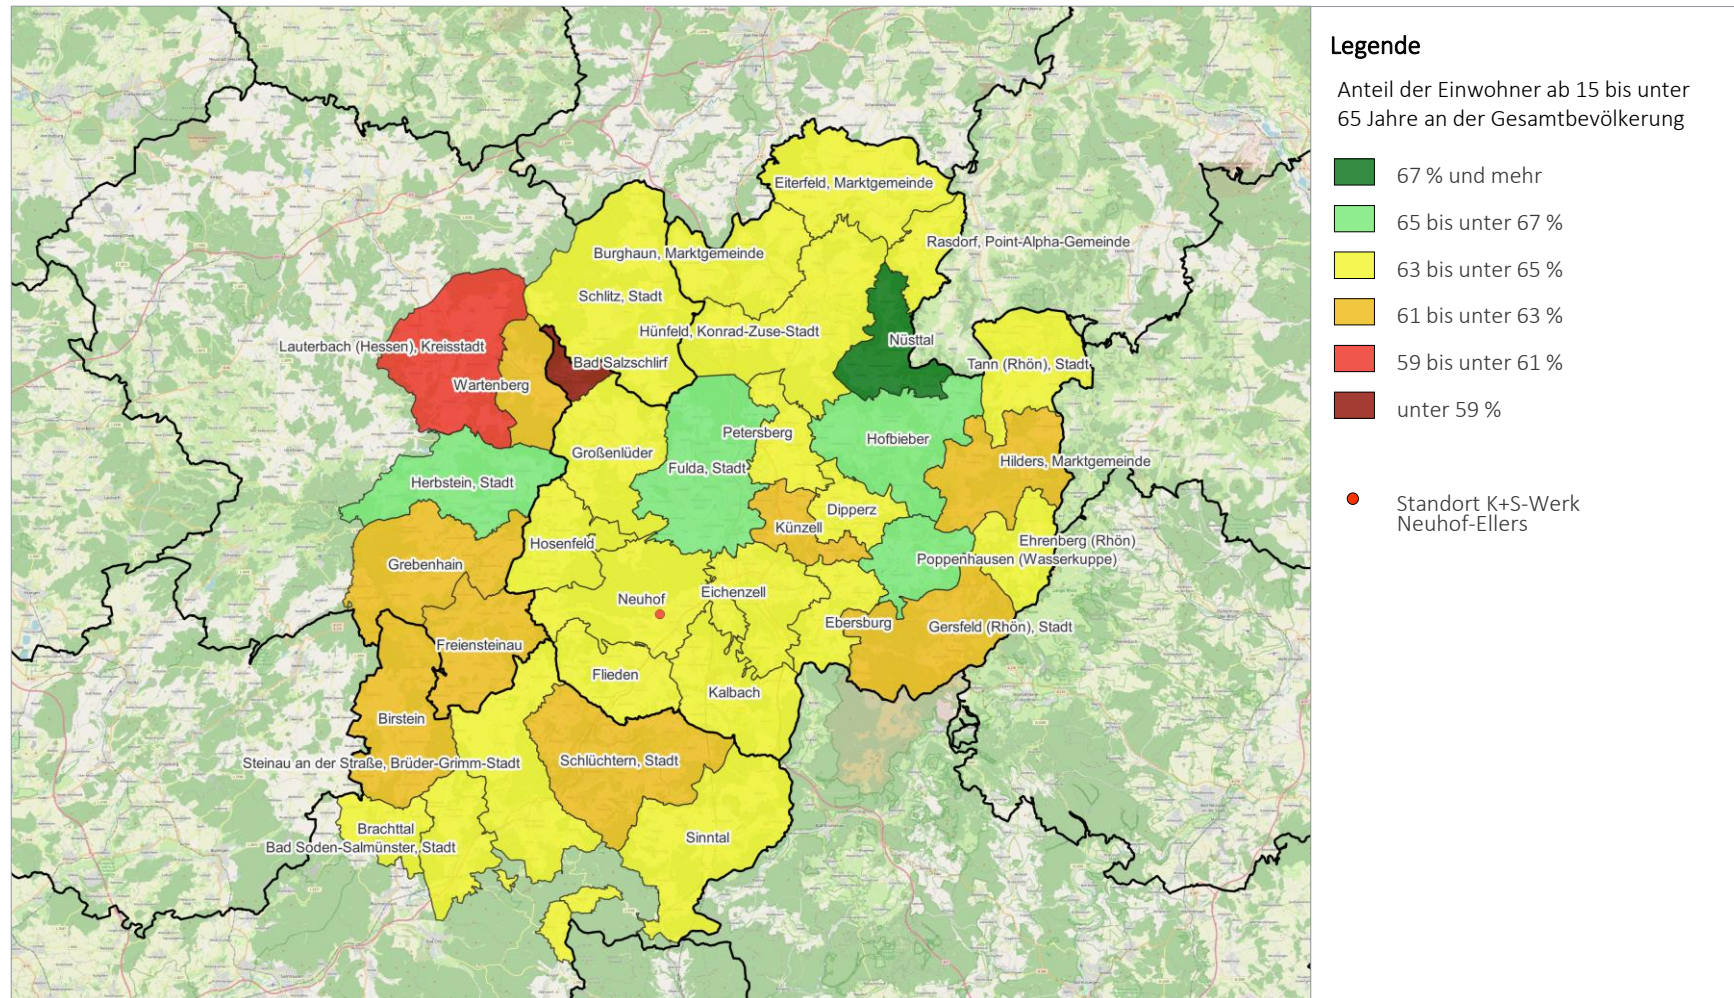 Eiterfeld, Marktgemeinde
Rasdorf, Point-Alpha-Gemeinde
Burghaun, Marktgemeinde
Schlitz, Stadt
Hünfeld, Konrad-Zuse-Stadt
Nüsttal
Lauterbach (Hessen), Kreisstadt
Bad Salzschlirf
Tann (Rhön), Stadt
Wartenberg
Petersberg
Hofbieber
Großenlüder
Hilders, Marktgemeinde
Fulda, Stadt
Herbstein, Stadt
Dipperz
Künzell
Hosenfeld
Ehrenberg (Rhön)
Poppenhausen (Wasserkuppe)
Grebenhain
Eichenzell
Neuhof
Ebersburg
Gersfeld (Rhön), Stadt
Freiensteinau
Flieden
Kalbach
Birstein
Steinau an der Straße, Brüder-Grimm-Stadt
Schlüchtern, Stadt
Brachttal
Sinntal
Bad Soden-Salmünster, Stadt
Legende
Anteil der Einwohner ab 15 bis unter
65 Jahre an der Gesamtbevölkerung
67 % und mehr
65 bis unter 67 %
63 bis unter 65 %
61 bis unter 63 %
59 bis unter 61 %
unter 59 %
Standort K+S-Werk
Neuhof-Ellers